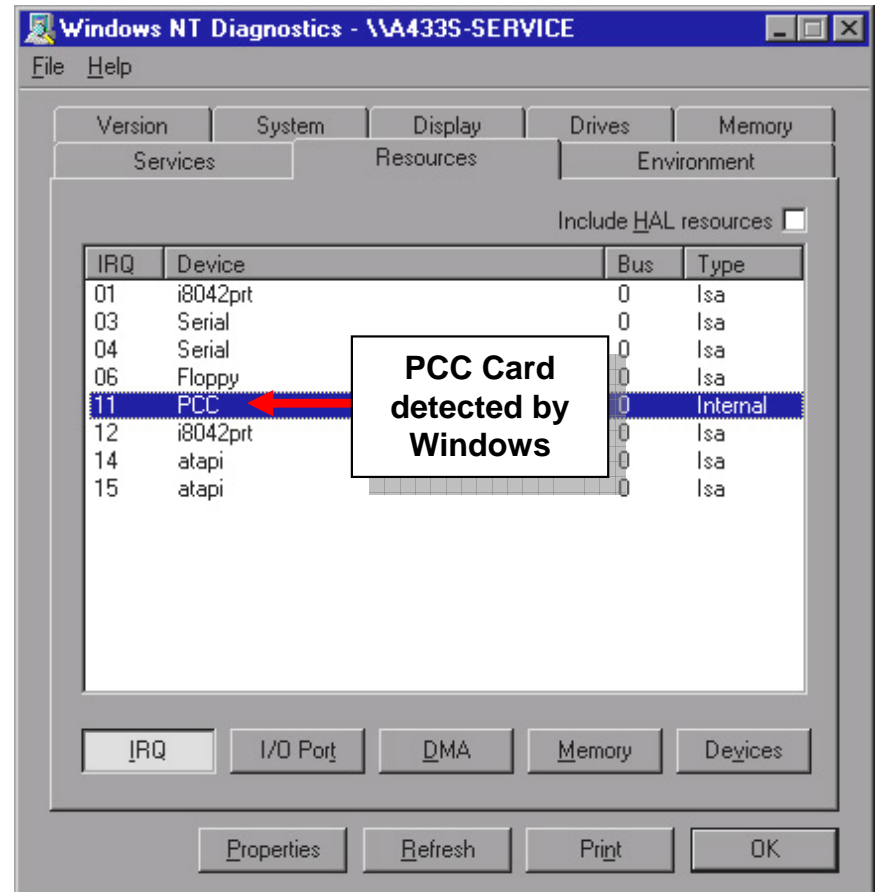 Windows NT Diagnostics - \\A433S-SERVICE
File Help
Version System Display Drives Memory
Services Resources Environment
Include HAL resources
IRQ Device Bus Type
01 i8042prt 0 Isa
03 Serial 0 Isa
04 Serial 0 Isa
06 Floppy 0 Isa
11 PCC 0 Internal
12 i8042prt 0 Isa
14 atapi 0 Isa
15 atapi 0 Isa
PCC Card
detected by
Windows
IRQ I/O Port DMA Memory Devices
Properties Refresh Print OK